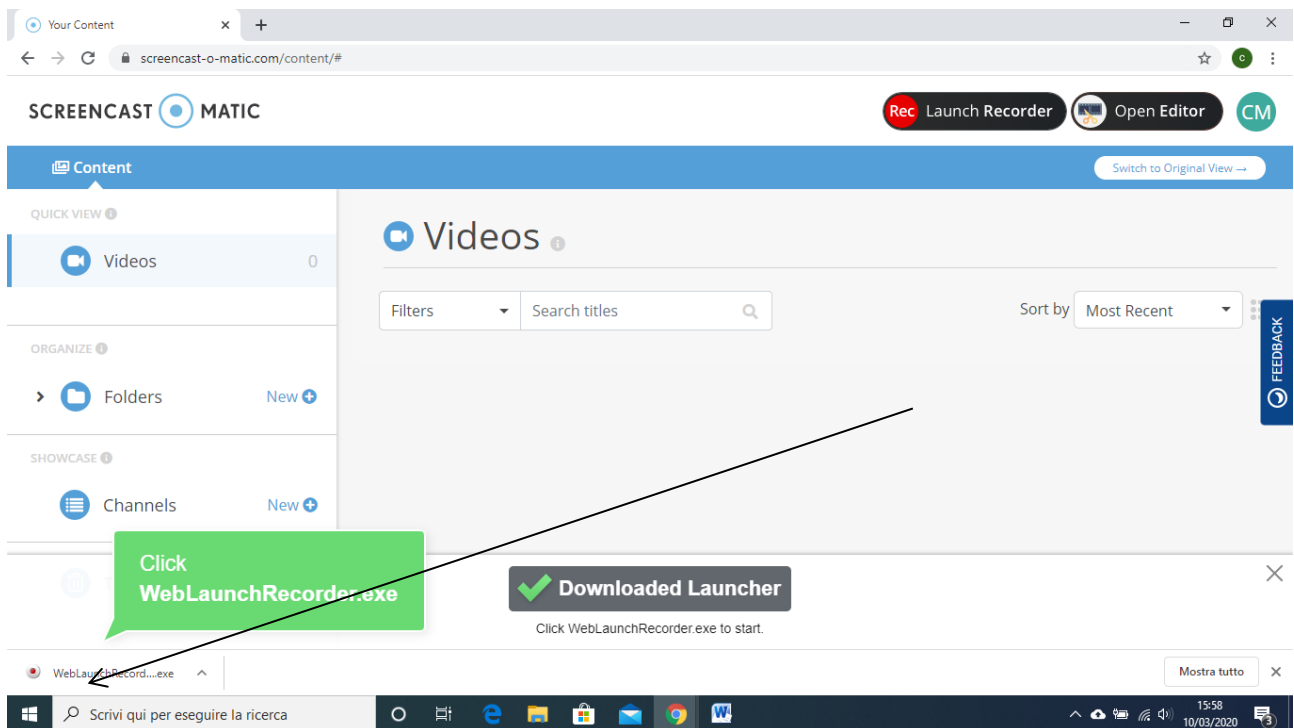 Your Content
screencast-o-matic.com/content/#
C
SCREENCAST O MATIC
Rec Launch Recorder
Open Editor
CM
Content
Switch to Original View →
QUICK VIEW
Videos 0
Videos
Filters
Search titles
Sort by Most Recent
FEEDBACK
ORGANIZE
Folders New
SHOWCASE
Channels New
Click
WebLaunchRecorder.exe
Downloaded Launcher
Click WebLaunchRecorder.exe to start.
WebLaunchRecord....exe
Mostra tutto
Scrivi qui per eseguire la ricerca
15:58
10/03/2020
3